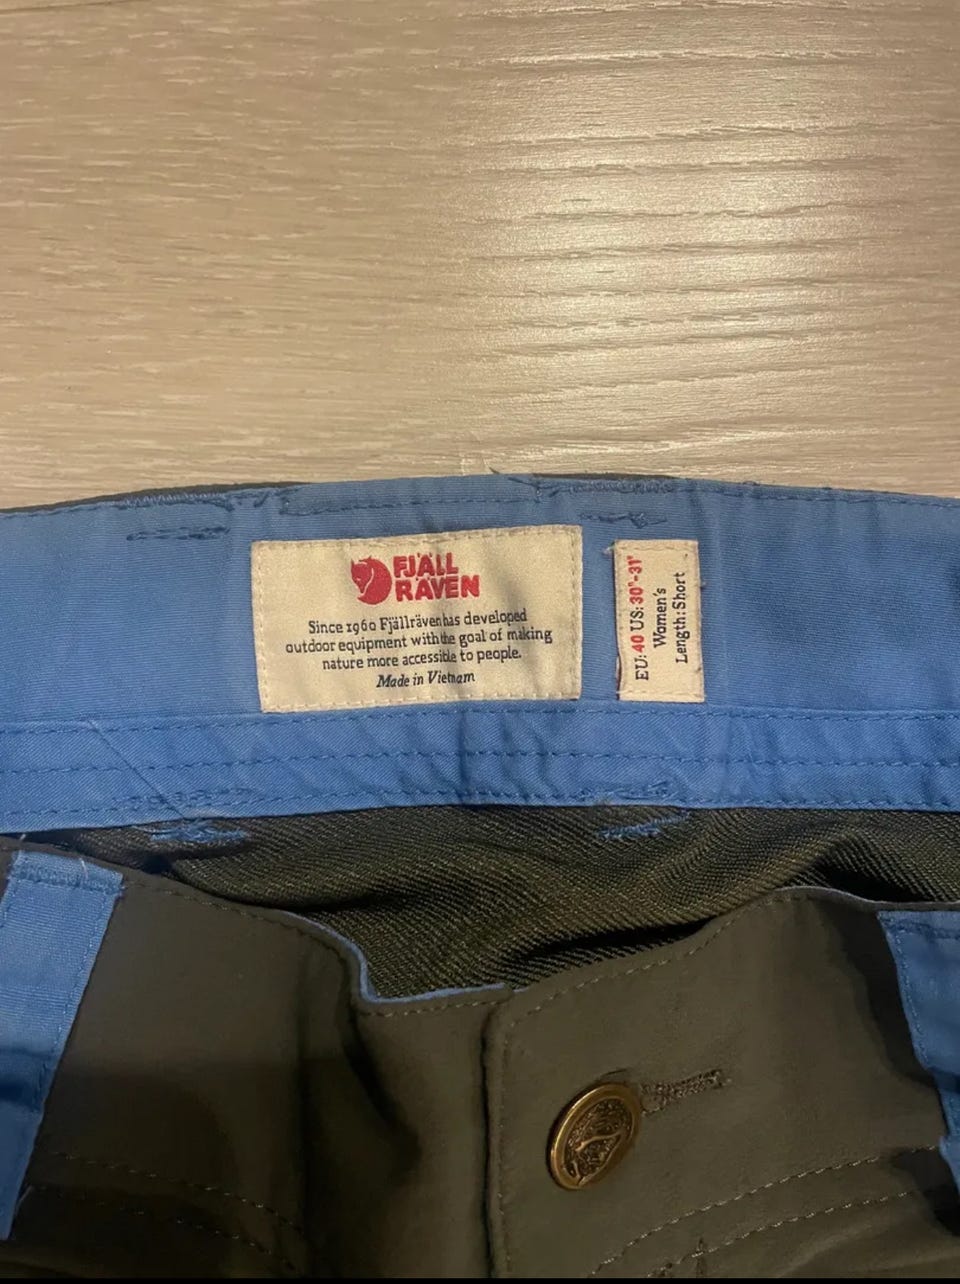 FJÄLL
RÄVEN
Since 1960 Fjällräven has developed
outdoor equipment with the goal of making
nature more accessible to people.
Made in Vietnam
EU: 40 US: 30"-31"
Women's
Length: Short